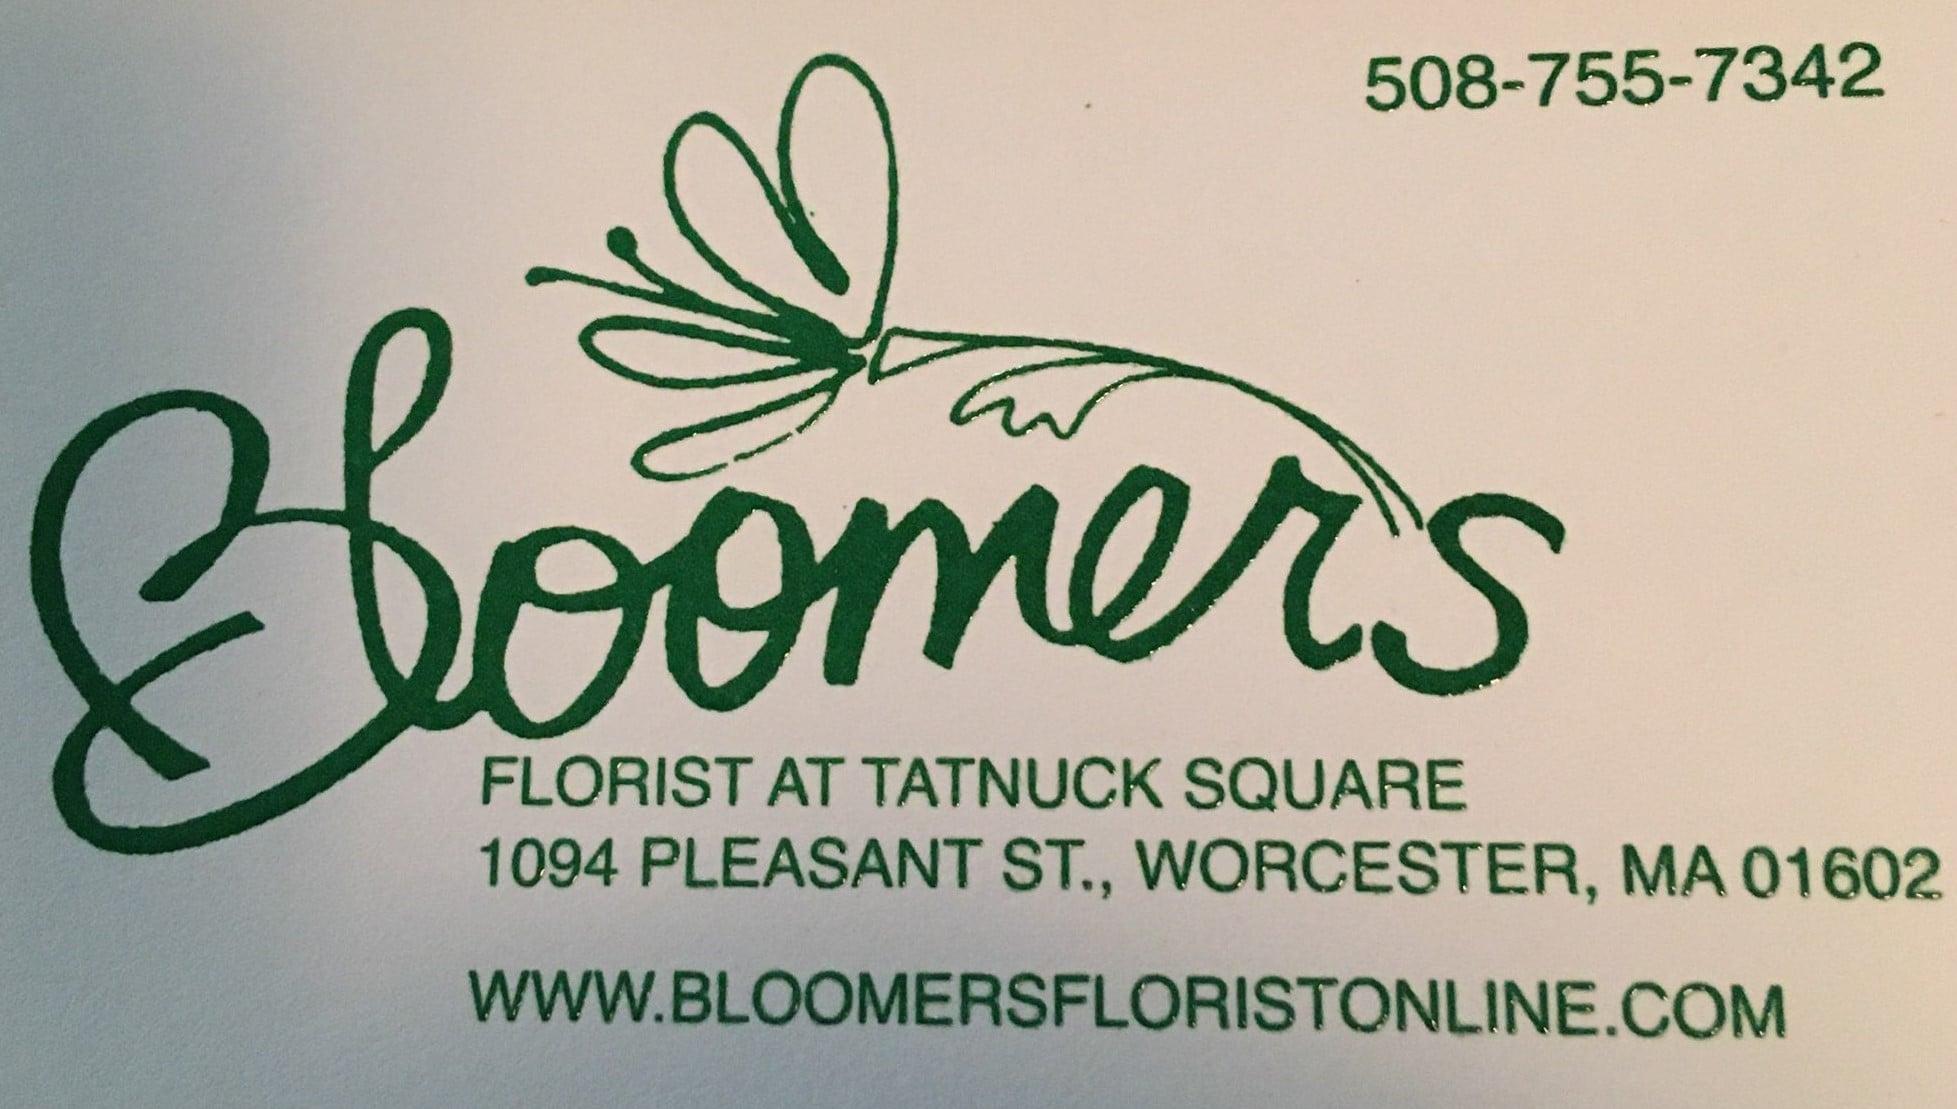 508-755-7342
Bloomers
FLORIST AT TATNUCK SQUARE
1094 PLEASANT ST., WORCESTER, MA 01602
WWW.BLOOMERSFLORISTONLINE.COM